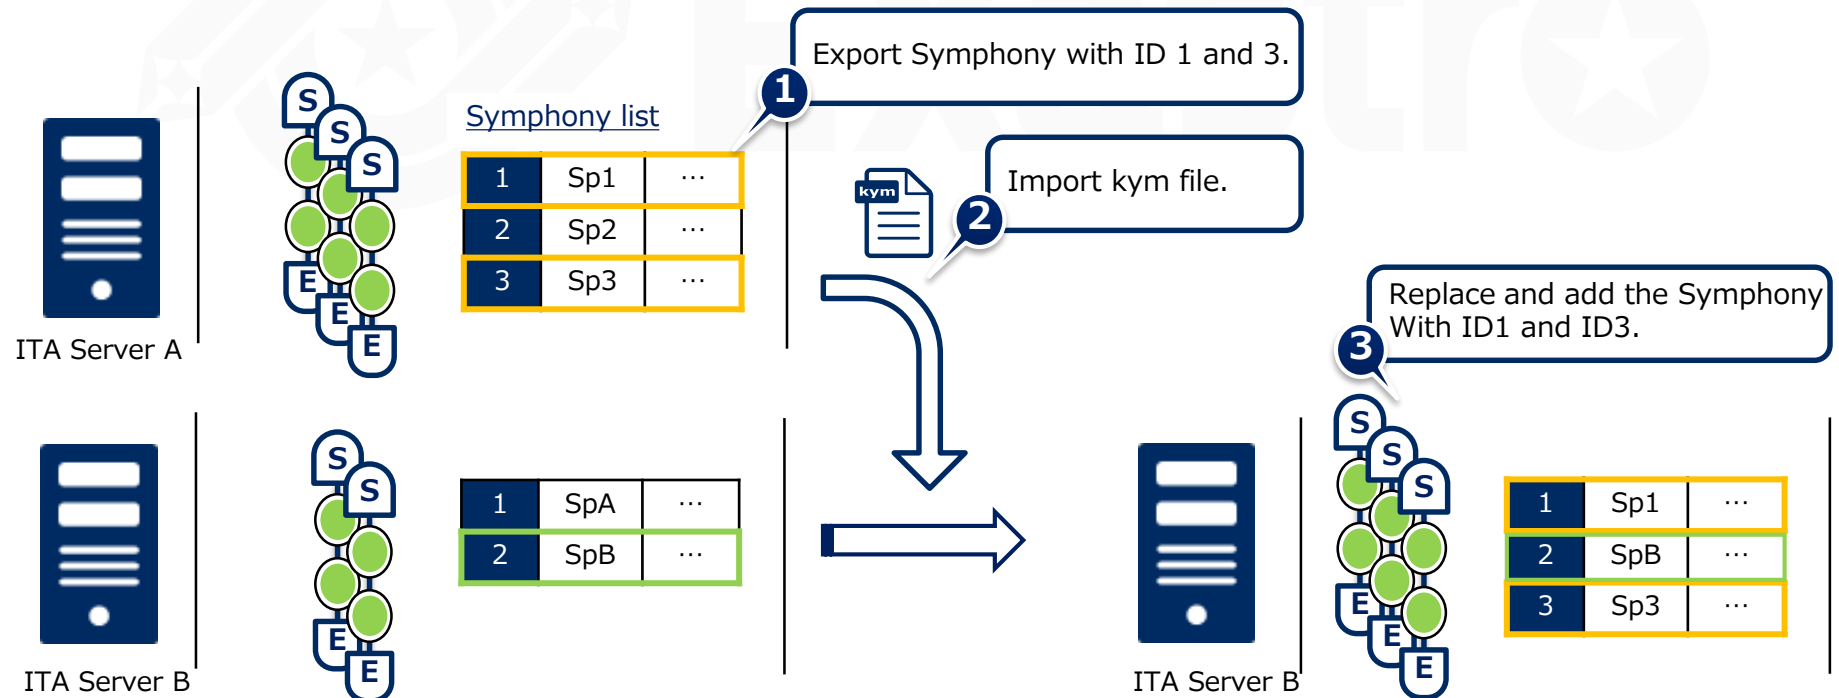 Exastro
1
Export Symphony with ID 1 and 3.
S
S
S
E
E
E
Symphony list
1 Sp1 …
2 Sp2 …
3 Sp3 …
ITA Server A
kym
2
Import kym file.
3
Replace and add the Symphony
With ID1 and ID3.
S
S
E
E
1 SpA …
2 SpB …
ITA Server B
S
S
S
E
E
E
1 Sp1 …
2 SpB …
3 Sp3 …
ITA Server B